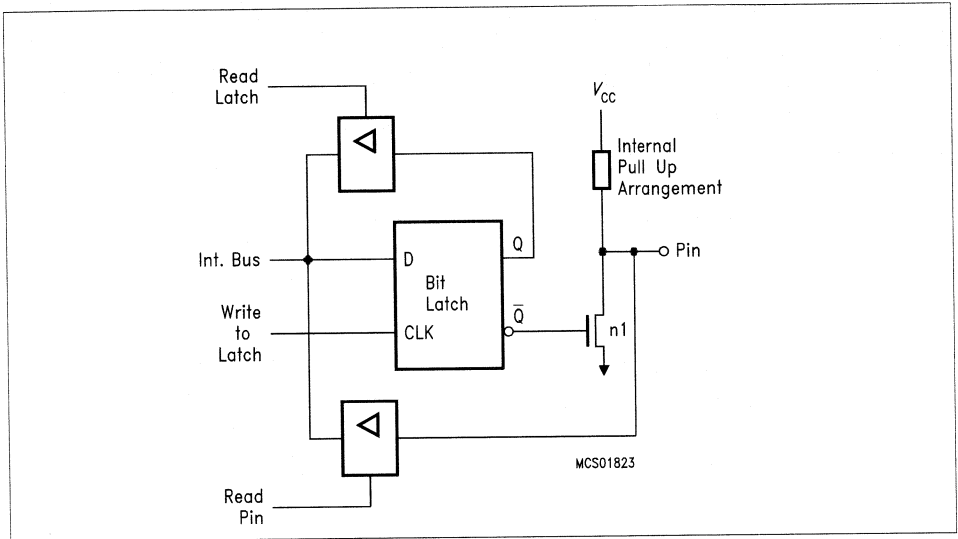 Read
Latch
V_CC
Internal
Pull Up
Arrangement
Int. Bus
D
Q
Pin
Bit
Latch
Q̅
Write
to
Latch
CLK
n1
MCS01823
Read
Pin